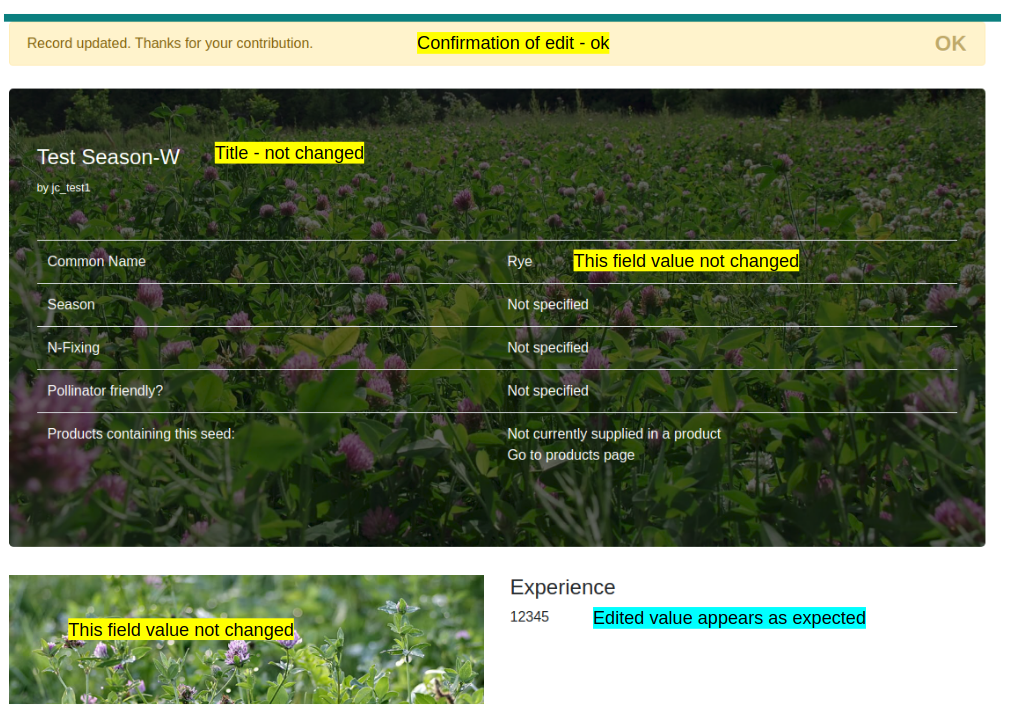 Record updated. Thanks for your contribution. Confirmation of edit - ok OK
Test Season-W Title - not changed
by jc_test1
Common Name Rye This field value not changed
Season Not specified
N-Fixing Not specified
Pollinator friendly? Not specified
Products containing this seed: Not currently supplied in a product
Go to products page
This field value not changed
Experience
12345 Edited value appears as expected